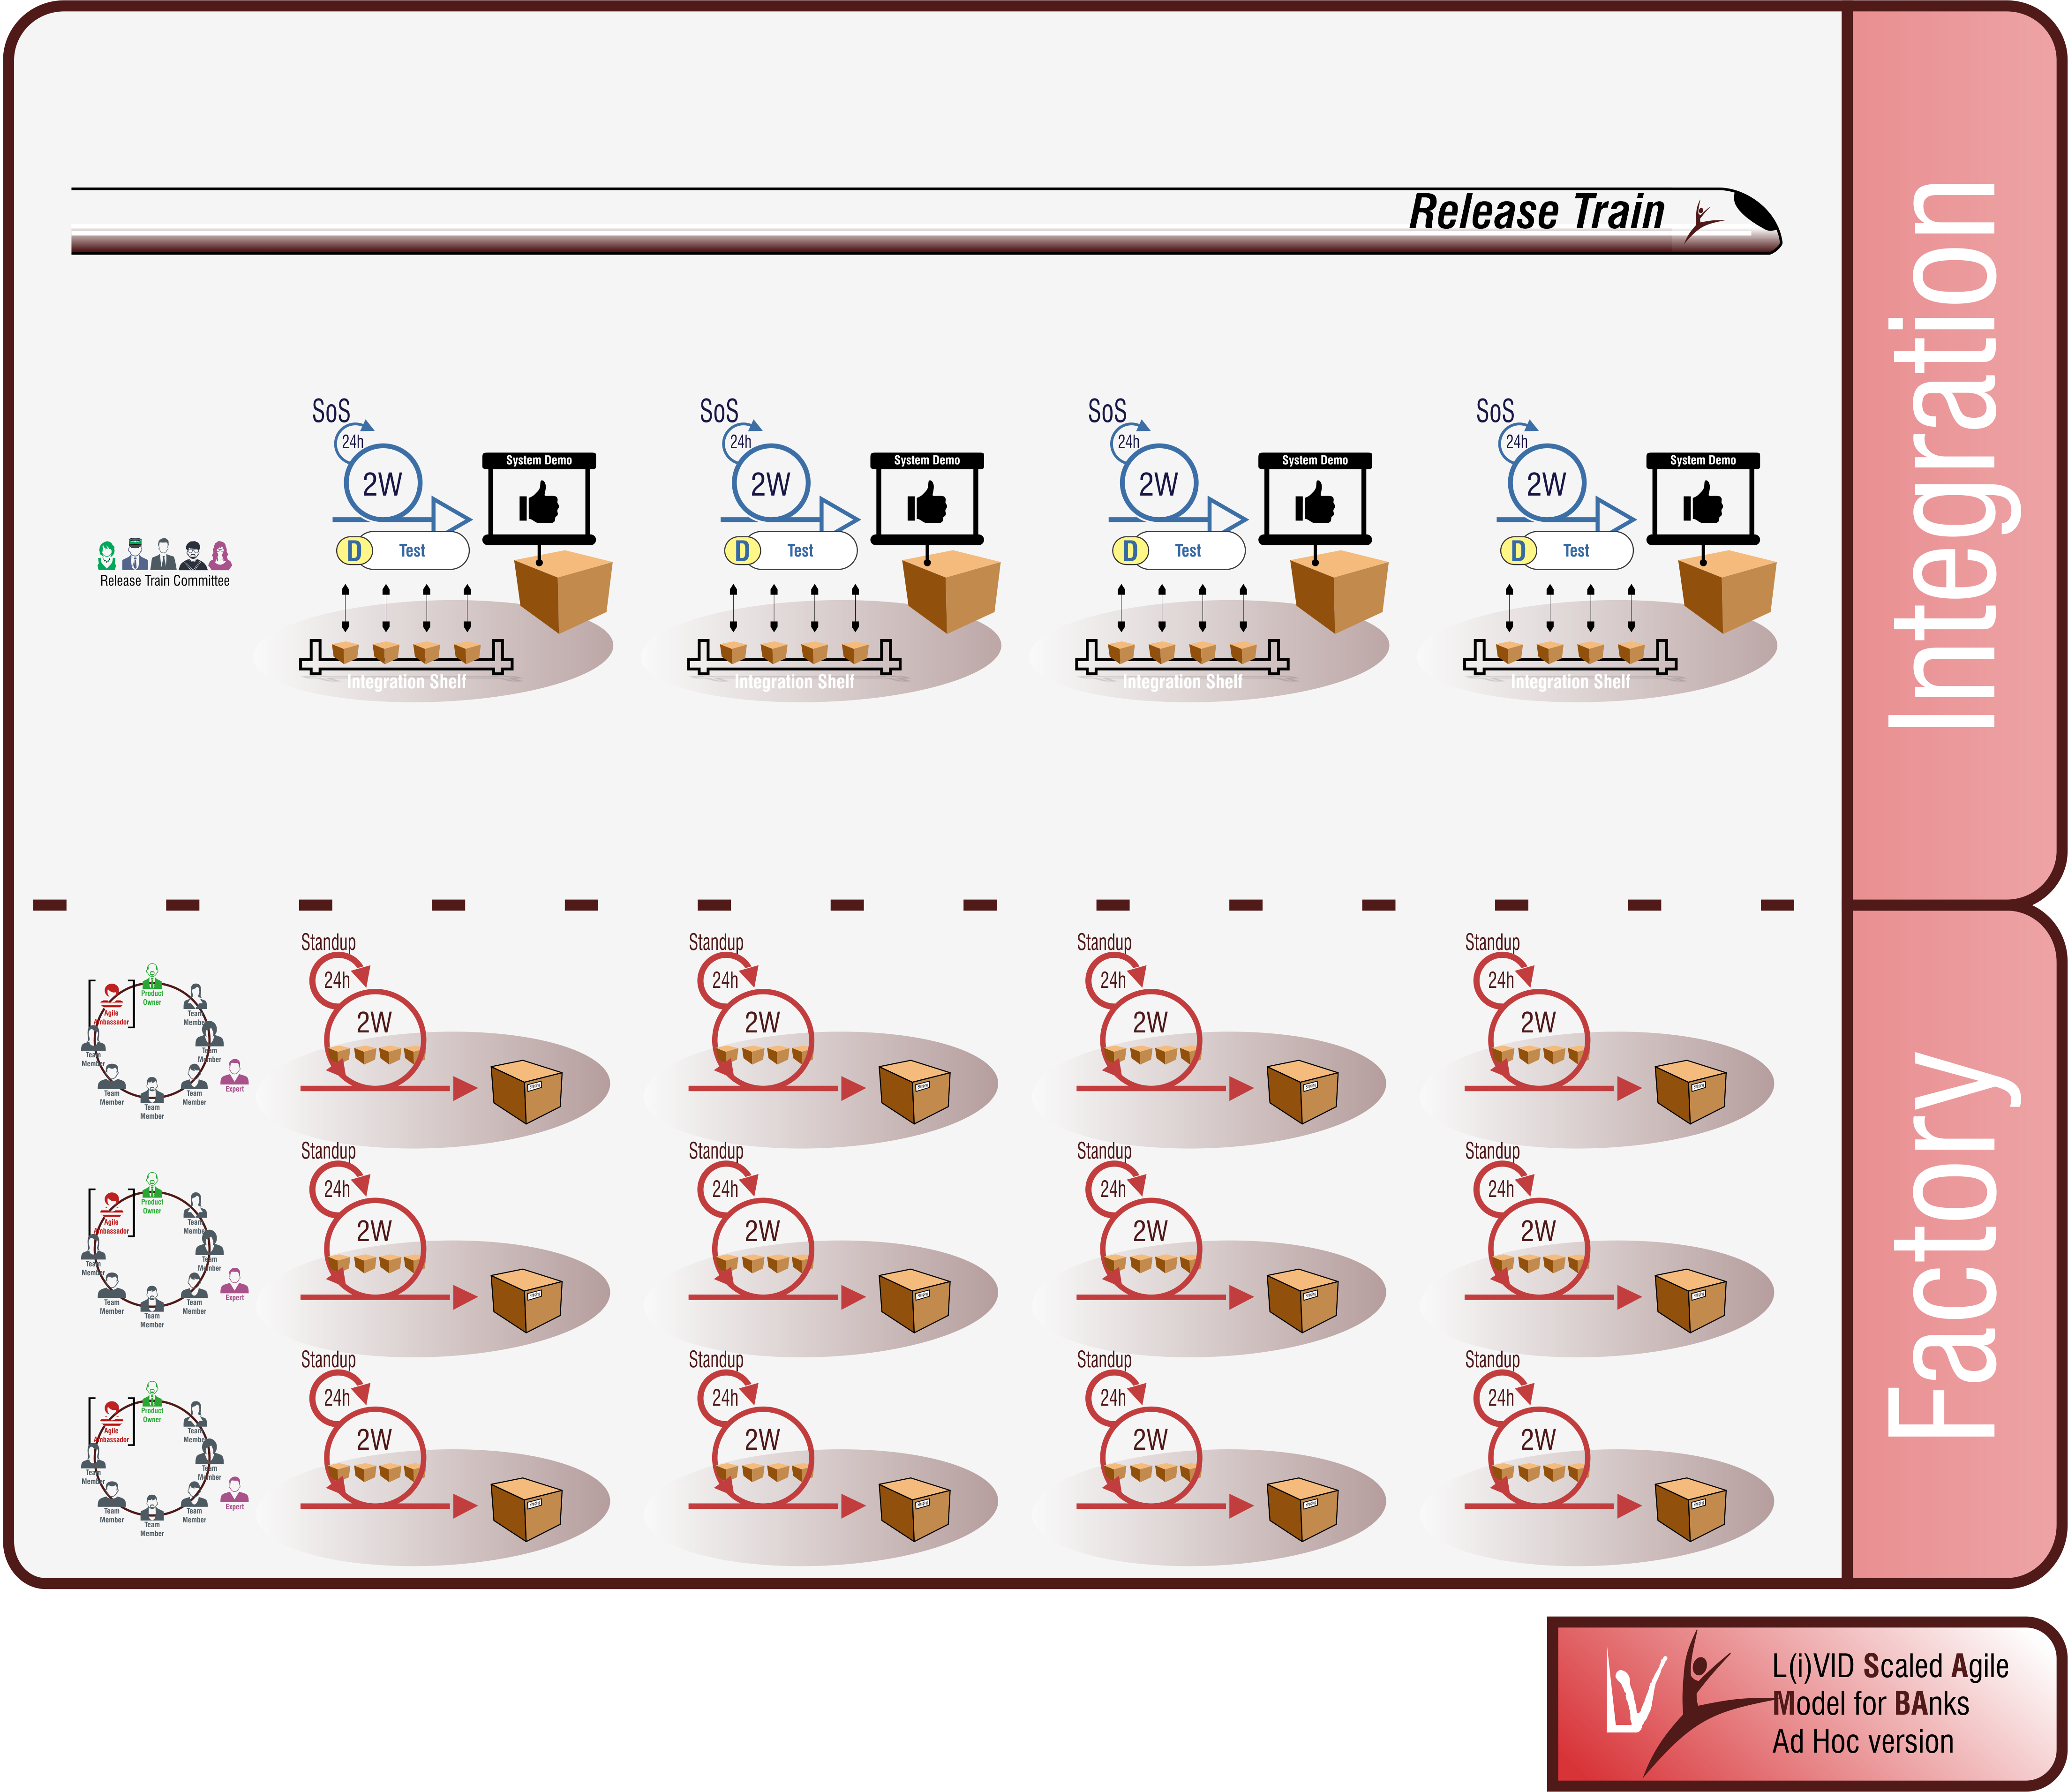 Release Train
Integration
SoS
24h
2W
System Demo
D
Test
Integration Shelf
SoS
24h
2W
System Demo
D
Test
Integration Shelf
SoS
24h
2W
System Demo
D
Test
Integration Shelf
SoS
24h
2W
System Demo
D
Test
Integration Shelf
Release Train Committee
Factory
Product
Owner
Agile
Ambassador
Team
Member
Team
Member
Team
Member
Team
Member
Team
Member
Team
Member
Expert
Standup
24h
2W
Standup
24h
2W
Standup
24h
2W
Standup
24h
2W
Product
Owner
Agile
Ambassador
Team
Member
Team
Member
Team
Member
Team
Member
Team
Member
Team
Member
Expert
Standup
24h
2W
Standup
24h
2W
Standup
24h
2W
Standup
24h
2W
Product
Owner
Agile
Ambassador
Team
Member
Team
Member
Team
Member
Team
Member
Team
Member
Team
Member
Expert
Standup
24h
2W
Standup
24h
2W
Standup
24h
2W
Standup
24h
2W
LV
L(i)VID Scaled Agile
Model for BAnks
Ad Hoc version